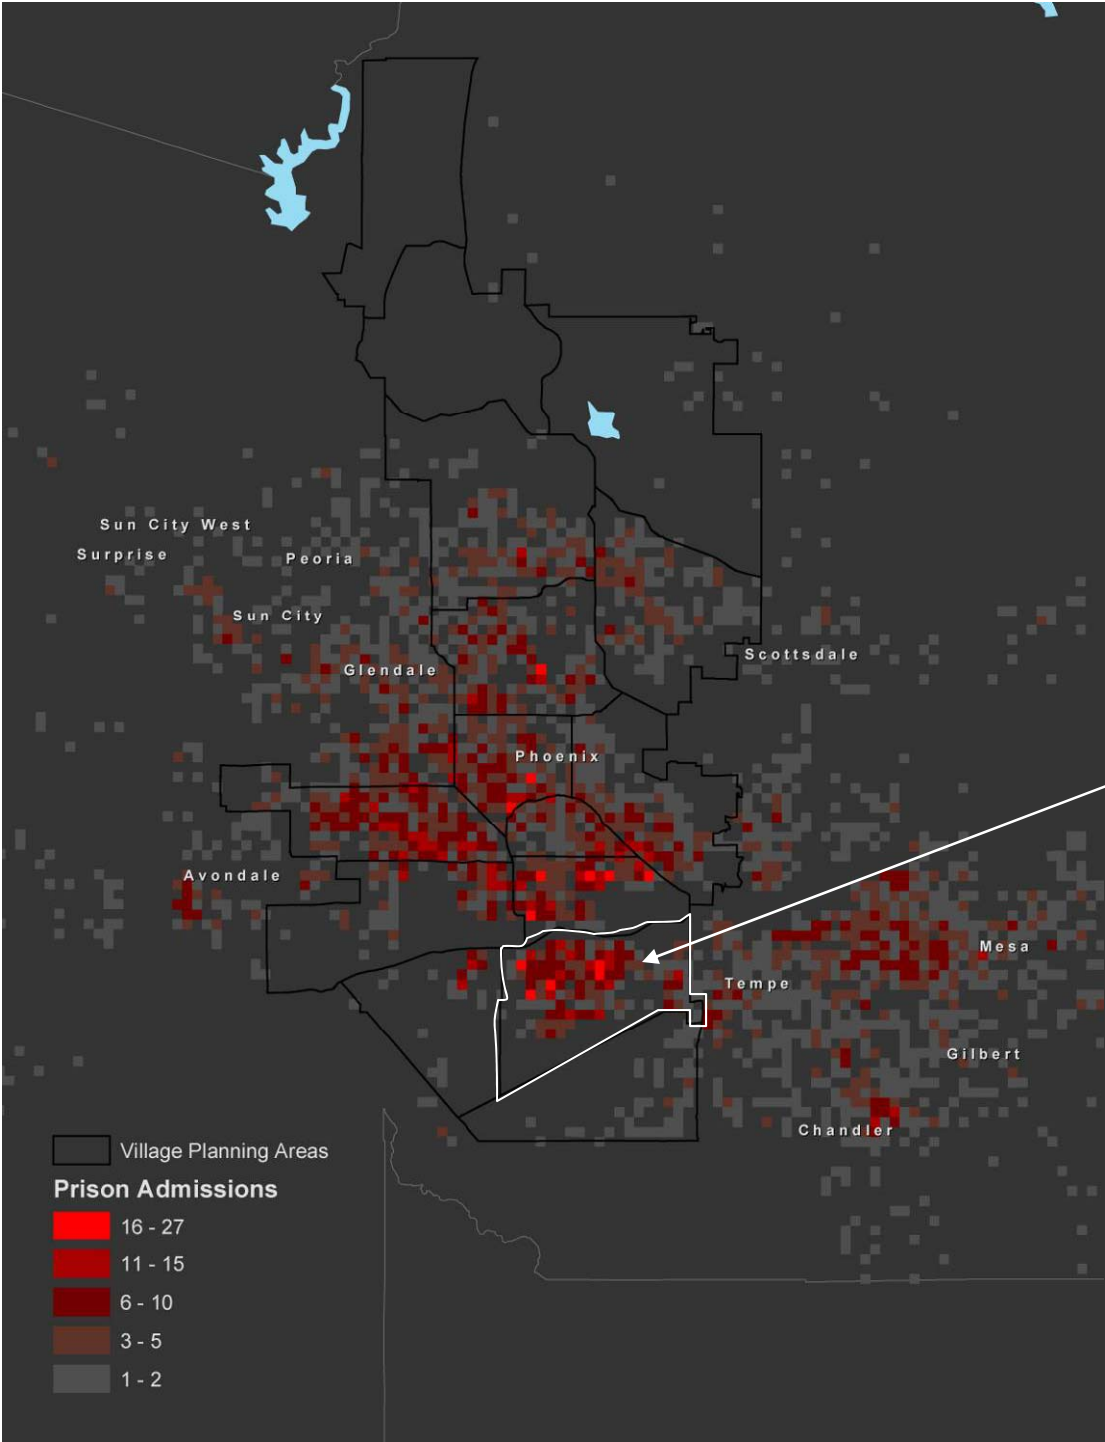 Sun City West
Surprise
Peoria
Sun City
Glendale
Scottsdale
Phoenix
Avondale
Mesa
Tempe
Gilbert
Chandler
Village Planning Areas
Prison Admissions
16 - 27
11 - 15
6 - 10
3 - 5
1 - 2